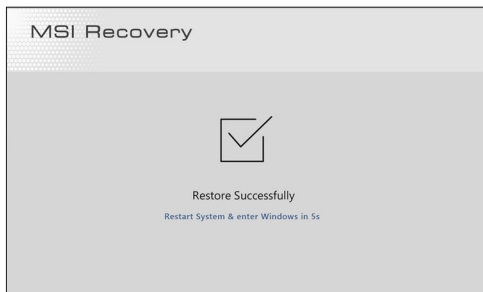 MSI Recovery
Restore Successfully
Restart System & enter Windows in 5s